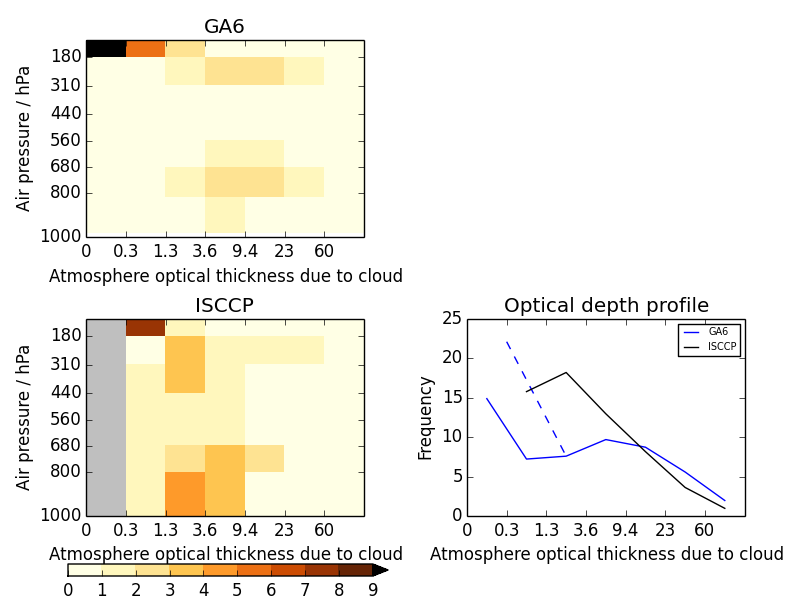 GA6
Air pressure / hPa
180
310
440
560
680
800
1000
0 0.3 1.3 3.6 9.4 23 60
Atmosphere optical thickness due to cloud
ISCCP
Air pressure / hPa
180
310
440
560
680
800
1000
0 0.3 1.3 3.6 9.4 23 60
Atmosphere optical thickness due to cloud
0 1 2 3 4 5 6 7 8 9
Optical depth profile
Frequency
25
20
15
10
5
0
GA6
ISCCP
0 0.3 1.3 3.6 9.4 23 60
Atmosphere optical thickness due to cloud